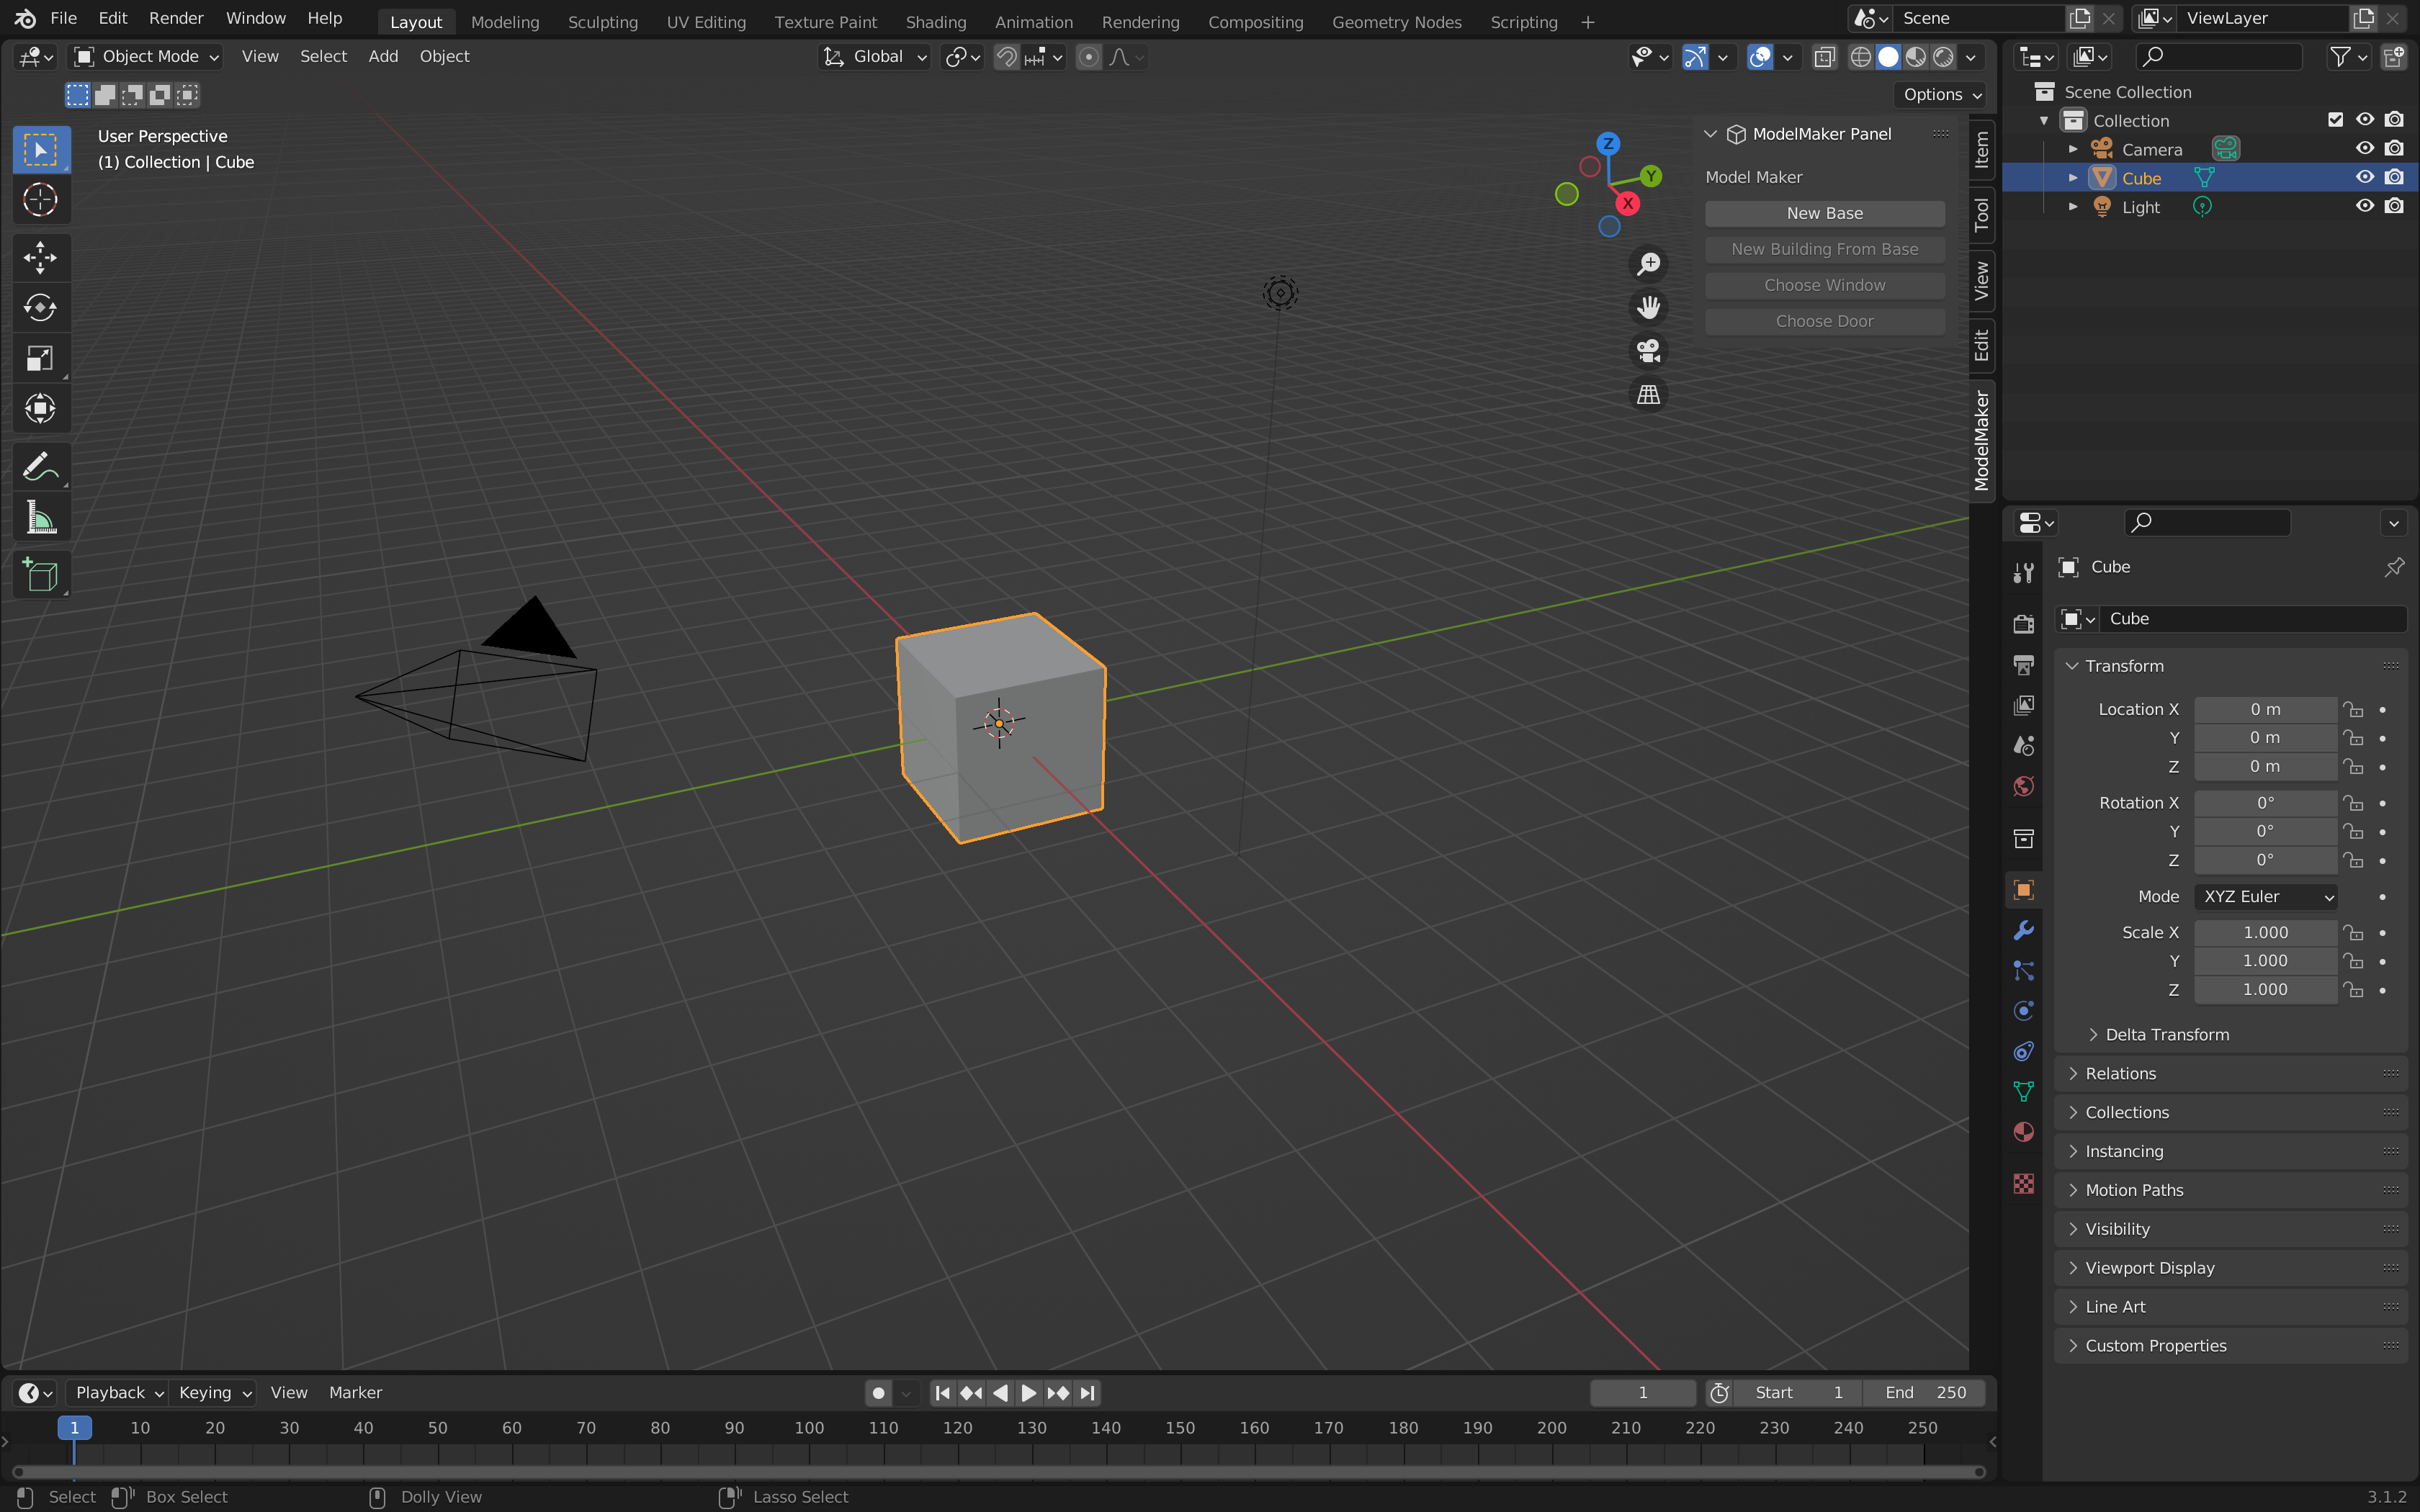 File Edit Render Window Help Layout Modeling Sculpting UV Editing Texture Paint Shading Animation Rendering Compositing Geometry Nodes Scripting + Scene ViewLayer
Object Mode View Select Add Object Global
Options
User Perspective
(1) Collection | Cube
Z
Y
X
ModelMaker Panel
Model Maker
New Base
New Building From Base
Choose Window
Choose Door
Item
Tool
View
Edit
ModelMaker
Scene Collection
Collection
Camera
Cube
Light
Cube
Cube
Transform
Location X 0 m
Y 0 m
Z 0 m
Rotation X 0°
Y 0°
Z 0°
Mode XYZ Euler
Scale X 1.000
Y 1.000
Z 1.000
Delta Transform
Relations
Collections
Instancing
Motion Paths
Visibility
Viewport Display
Line Art
Custom Properties
Playback Keying View Marker 1 Start 1 End 250
1 10 20 30 40 50 60 70 80 90 100 110 120 130 140 150 160 170 180 190 200 210 220 230 240 250
Select Box Select Dolly View Lasso Select 3.1.2